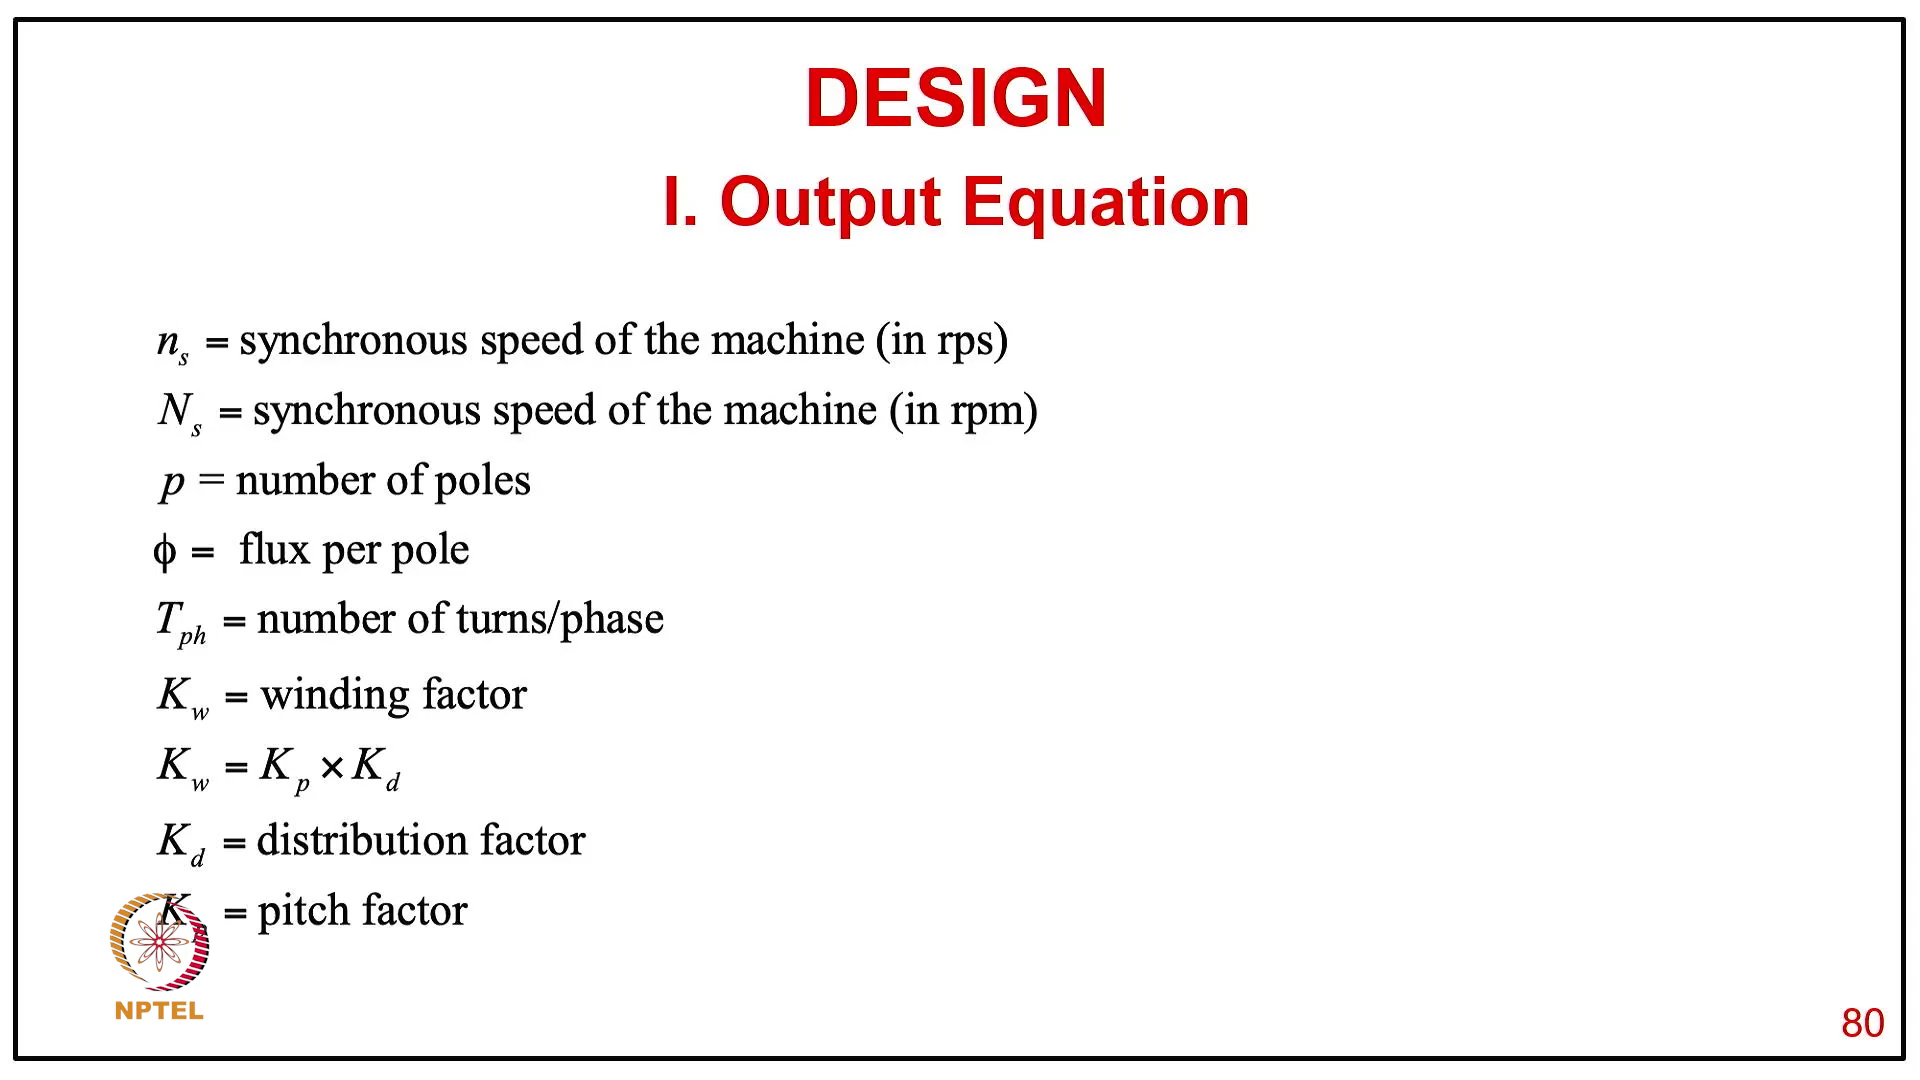 DESIGN
I. Output Equation
n_s = synchronous speed of the machine (in rps)
N_s = synchronous speed of the machine (in rpm)
p = number of poles
ϕ = flux per pole
T_ph = number of turns/phase
K_w = winding factor
K_w = K_p × K_d
K_d = distribution factor
K_p = pitch factor
NPTEL
80